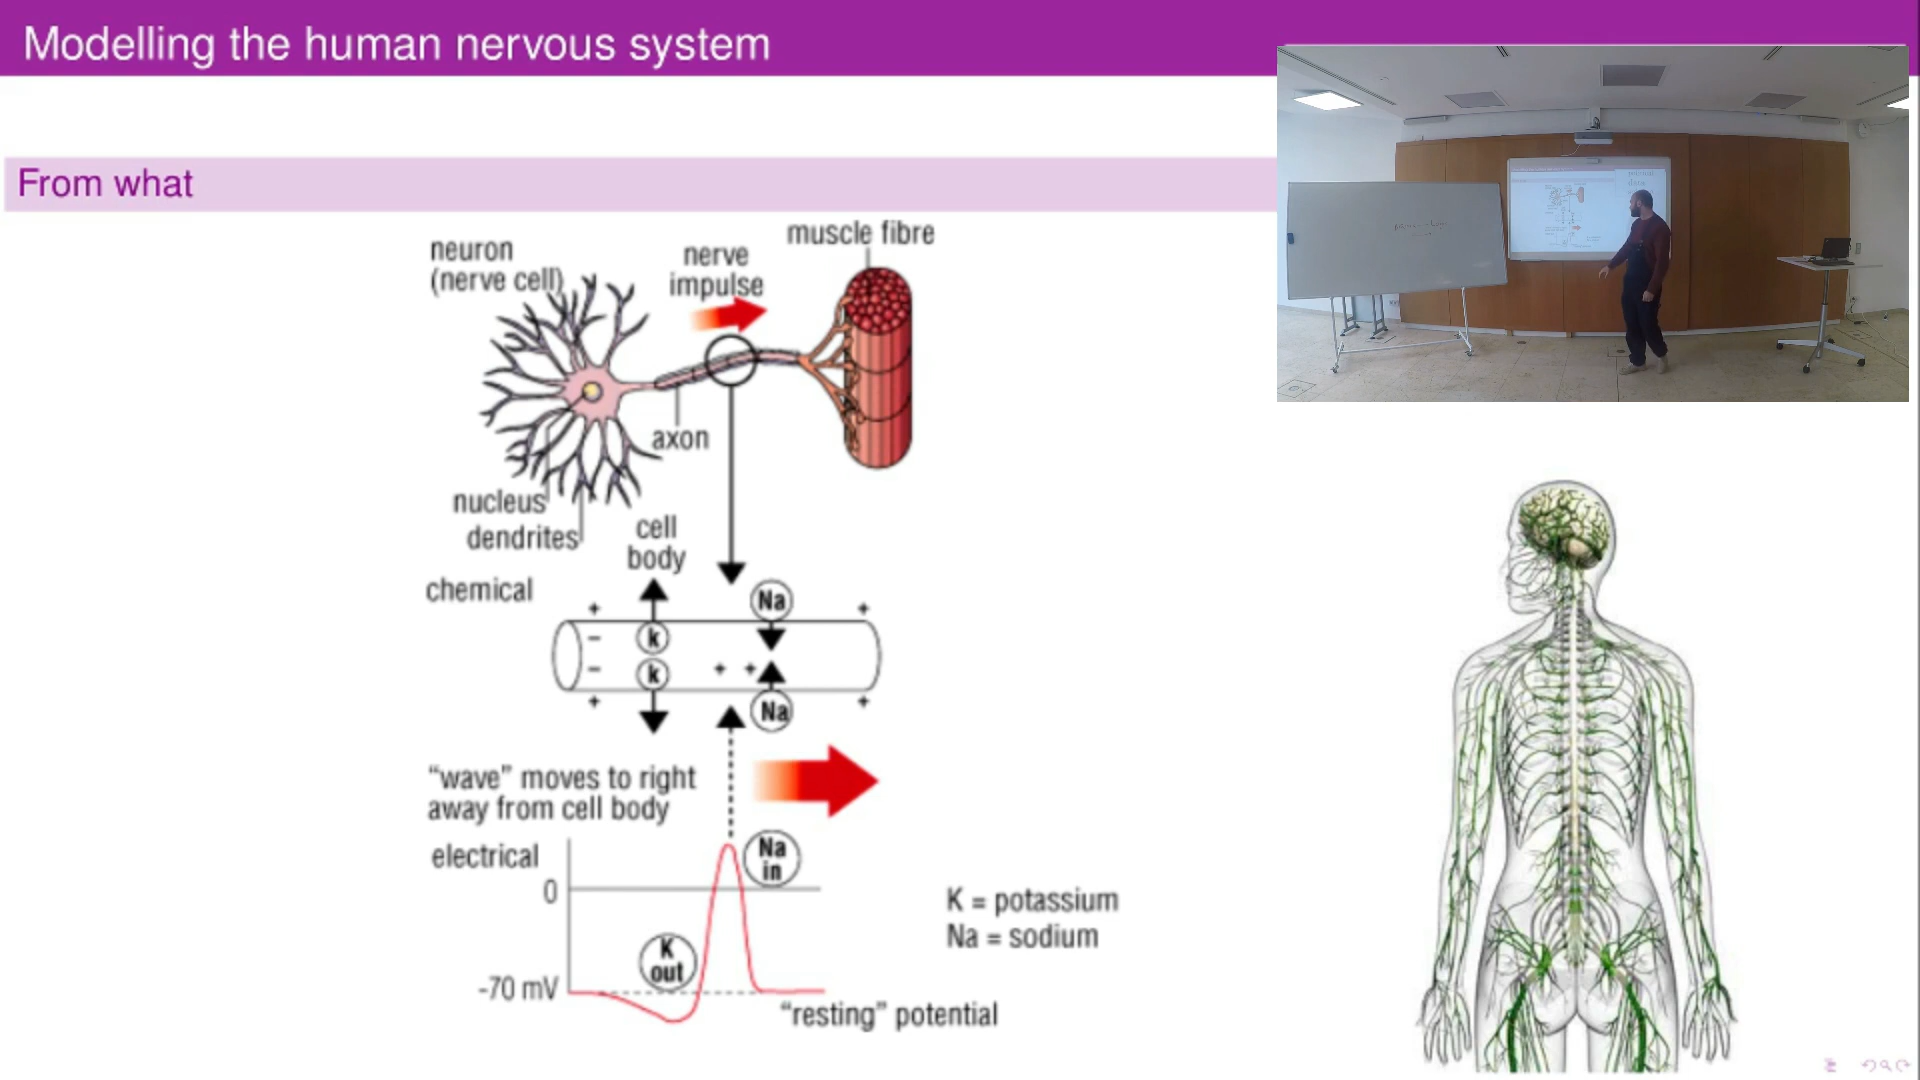 Modelling the human nervous system
From what
neuron
(nerve cell)
nerve
impulse
muscle fibre
axon
nucleus
dendrites
cell
body
chemical
+
Na
+
−
k
−
k
+ +
+
Na
+
“wave” moves to right
away from cell body
electrical
Na
in
0
K
out
K = potassium
Na = sodium
-70 mV
“resting” potential